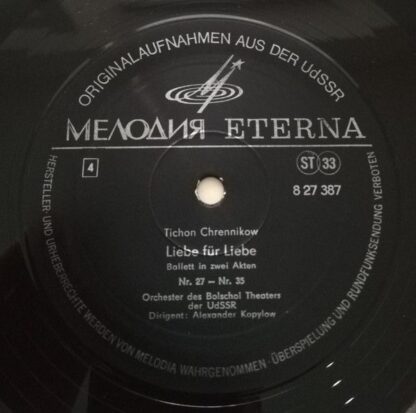 ORIGINALAUFNAHMEN AUS DER UdSSR
МЕЛОДИЯ ETERNA
4
ST 33
8 27 387
Tichon Chrennikow
Liebe für Liebe
Ballett in zwei Akten
Nr. 27 – Nr. 35
Orchester des Bolschoi Theaters
der UdSSR
Dirigent: Alexander Kopylow
HERSTELLER- UND URHEBERRECHTE WERDEN VON MELODIA WAHRGENOMMEN · ÜBERSPIELUNG UND RUNDFUNKSENDUNG VERBOTEN